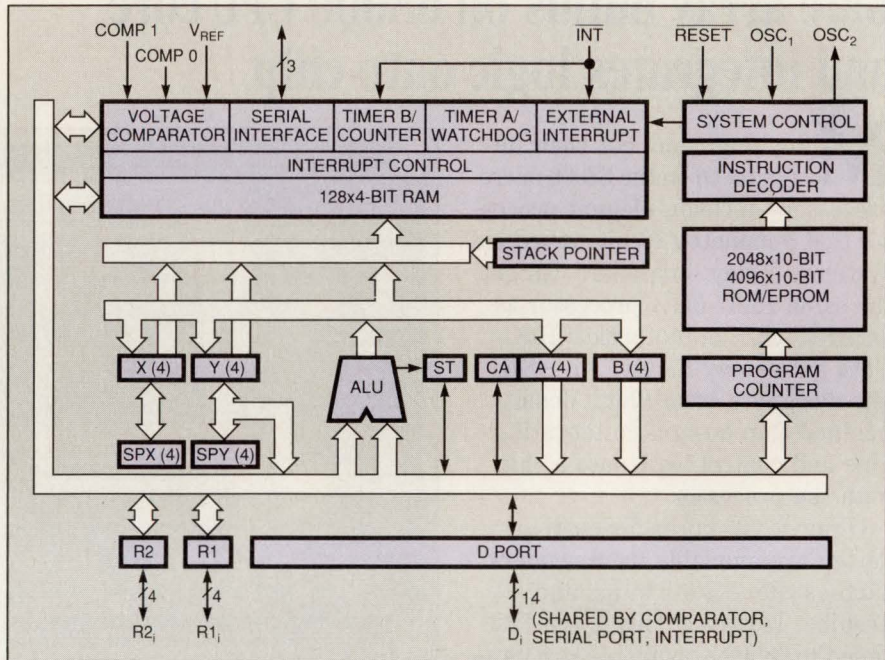 COMP 1
V_REF
INT
RESET
OSC₁
OSC₂
COMP 0
3
VOLTAGE
COMPARATOR
SERIAL
INTERFACE
TIMER B/
COUNTER
TIMER A/
WATCHDOG
EXTERNAL
INTERRUPT
SYSTEM CONTROL
INTERRUPT CONTROL
128x4-BIT RAM
INSTRUCTION
DECODER
STACK POINTER
2048x10-BIT
4096x10-BIT
ROM/EPROM
X (4)
Y (4)
ALU
ST
CA
A (4)
B (4)
PROGRAM
COUNTER
SPX (4)
SPY (4)
R2
R1
D PORT
4
4
14
R2ᵢ
R1ᵢ
Dᵢ
(SHARED BY COMPARATOR,
SERIAL PORT, INTERRUPT)